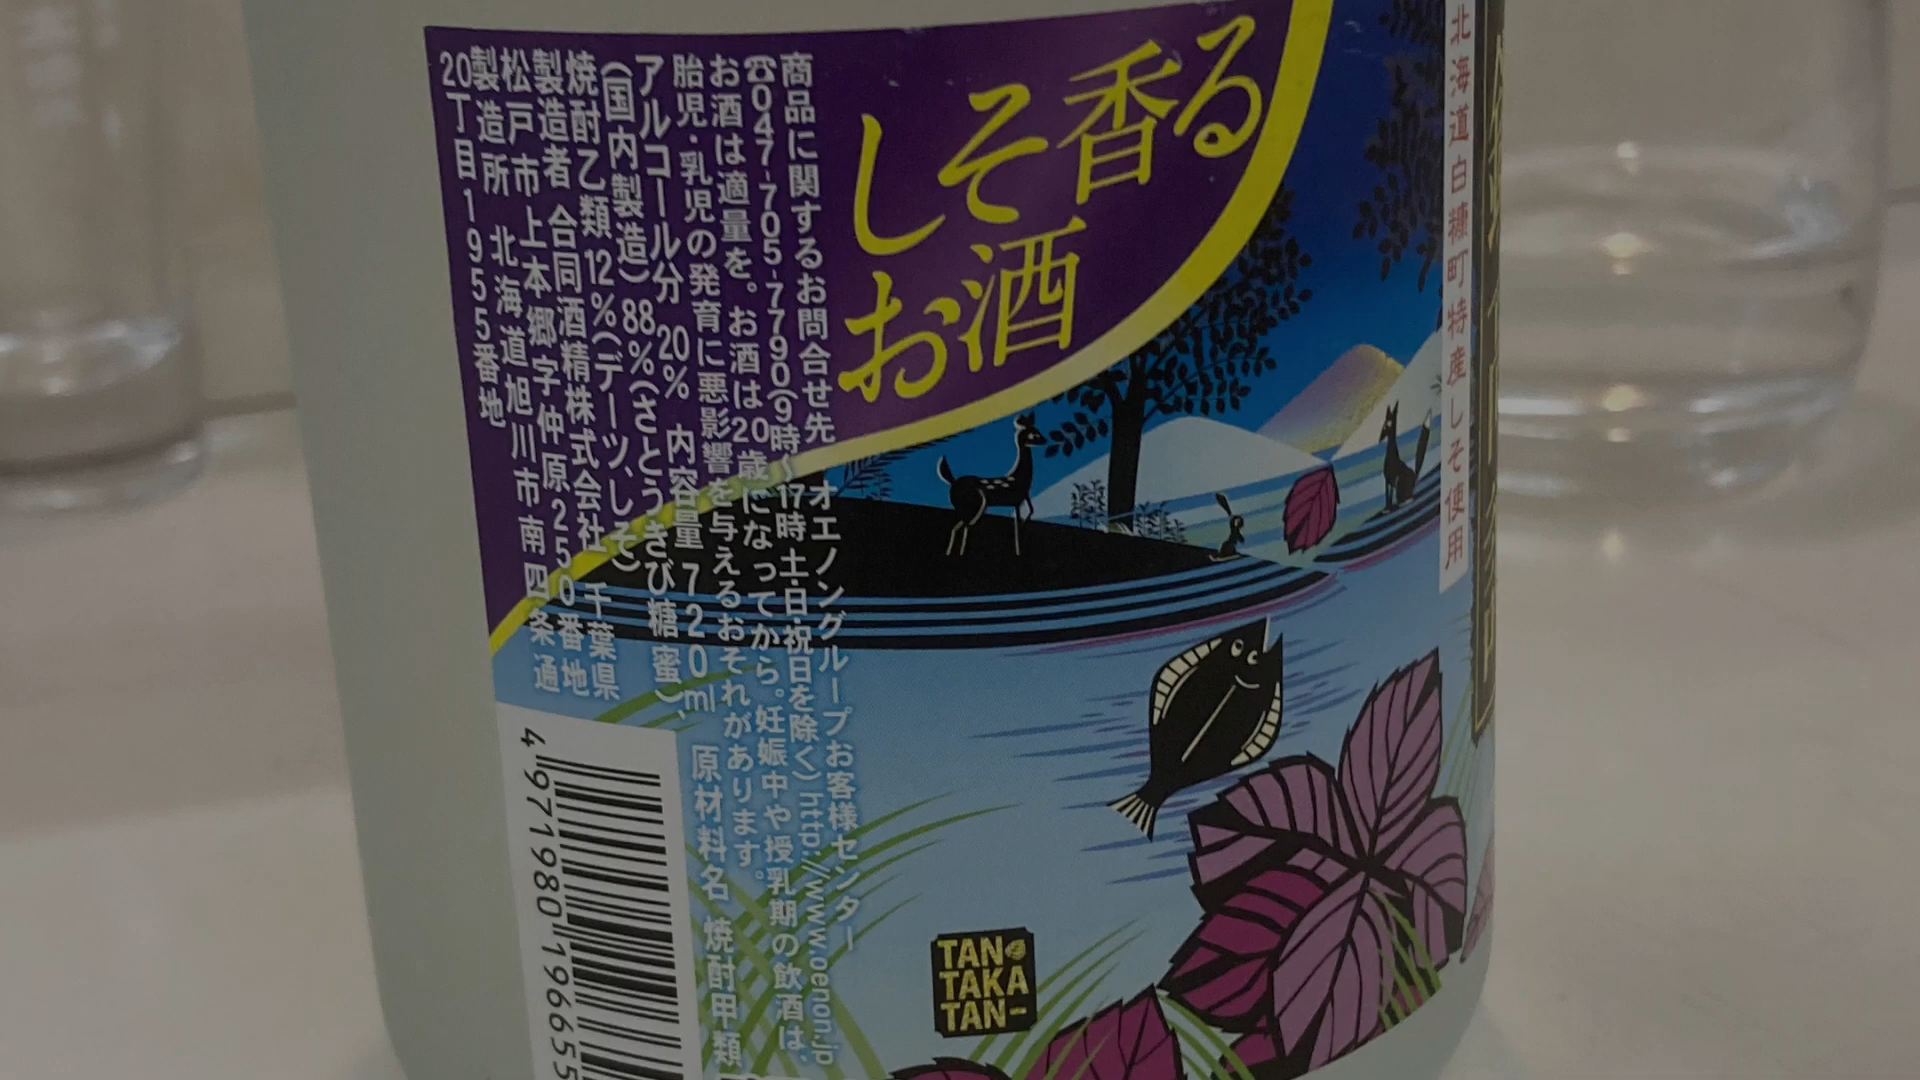 しそ香る
お酒
北海道白糠町特産しそ使用
商品に関するお問合せ先 オエノングループお客様センター
☎047-705-7790(9時〜17時 土・日・祝日を除く) http://www.oenon.jp
お酒は適量を。お酒は20歳になってから。妊娠中や授乳期の飲酒は、
胎児・乳児の発育に悪影響を与えるおそれがあります。
アルコール分 20% 内容量 720ml 原材料名 焼酎甲類
(国内製造)88%(さとうきび糖蜜)、
焼酎乙類12%(デーツ、しそ)
製造者 合同酒精株式会社 千葉県
松戸市上本郷字仲原250番地
製造所 北海道旭川市南四条通
20丁目1955番地
4 971980 19655
TAN
TAKA
TAN-